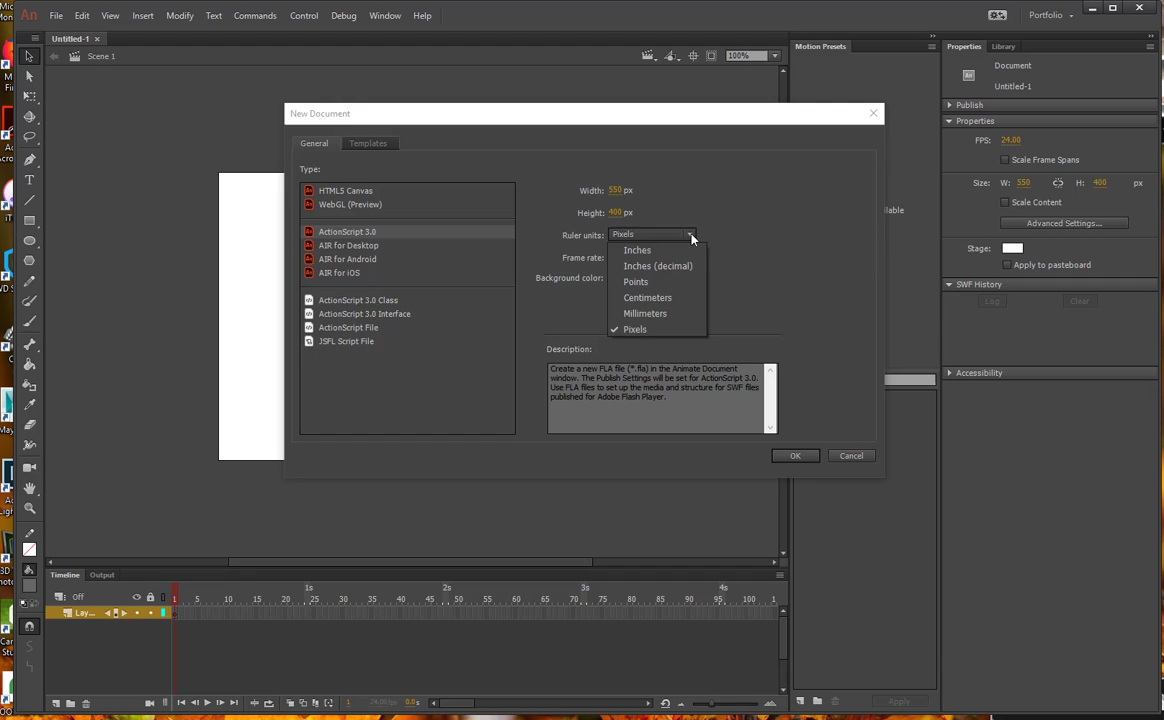 An File Edit View Insert Modify Text Commands Control Debug Window Help Portfolio
Untitled-1 ×
Scene 1 100%
Motion Presets
Properties Library
Document
Untitled-1
Publish
Properties
FPS: 24.00
Scale Frame Spans
Size: W: 550 H: 400 px
Scale Content
Advanced Settings...
Stage:
Apply to pasteboard
SWF History
Log Clear
Accessibility
New Document
General Templates
Type:
HTML5 Canvas
WebGL (Preview)
ActionScript 3.0
AIR for Desktop
AIR for Android
AIR for iOS
ActionScript 3.0 Class
ActionScript 3.0 Interface
ActionScript File
JSFL Script File
Width: 550 px
Height: 400 px
Ruler units: Pixels
Frame rate:
Background color:
Inches
Inches (decimal)
Points
Centimeters
Millimeters
Pixels
Description:
Create a new FLA file (*.fla) in the Animate Document
window. The Publish Settings will be set for ActionScript 3.0.
Use FLA files to set up the media and structure for SWF files
published for Adobe Flash Player.
OK Cancel
Timeline Output
1s 2s 3s 4s
Off 1 5 10 15 20 25 30 35 40 45 50 55 60 65 70 75 80 85 90 95 100
Lay...
1 24.00 fps 0.0s
Apply